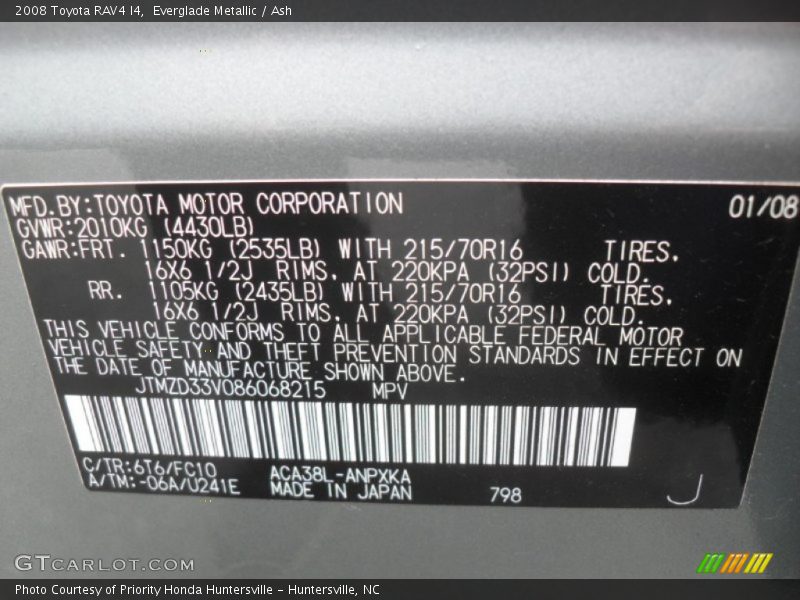 2008 Toyota RAV4 I4, Everglade Metallic / Ash
MFD.BY:TOYOTA MOTOR CORPORATION 01/08
GVWR:2010KG (4430LB)
GAWR:FRT. 1150KG (2535LB) WITH 215/70R16 TIRES.
16X6 1/2J RIMS. AT 220KPA (32PSI) COLD.
RR. 1105KG (2435LB) WITH 215/70R16 TIRES.
16X6 1/2J RIMS. AT 220KPA (32PSI) COLD.
THIS VEHICLE CONFORMS TO ALL APPLICABLE FEDERAL MOTOR
VEHICLE SAFETY AND THEFT PREVENTION STANDARDS IN EFFECT ON
THE DATE OF MANUFACTURE SHOWN ABOVE.
JTMZD33V086068215 MPV
C/TR:6T6/FC10 ACA38L-ANPXKA
A/TM:-06A/U241E MADE IN JAPAN 798 J
GTCARLOT.COM
Photo Courtesy of Priority Honda Huntersville - Huntersville, NC